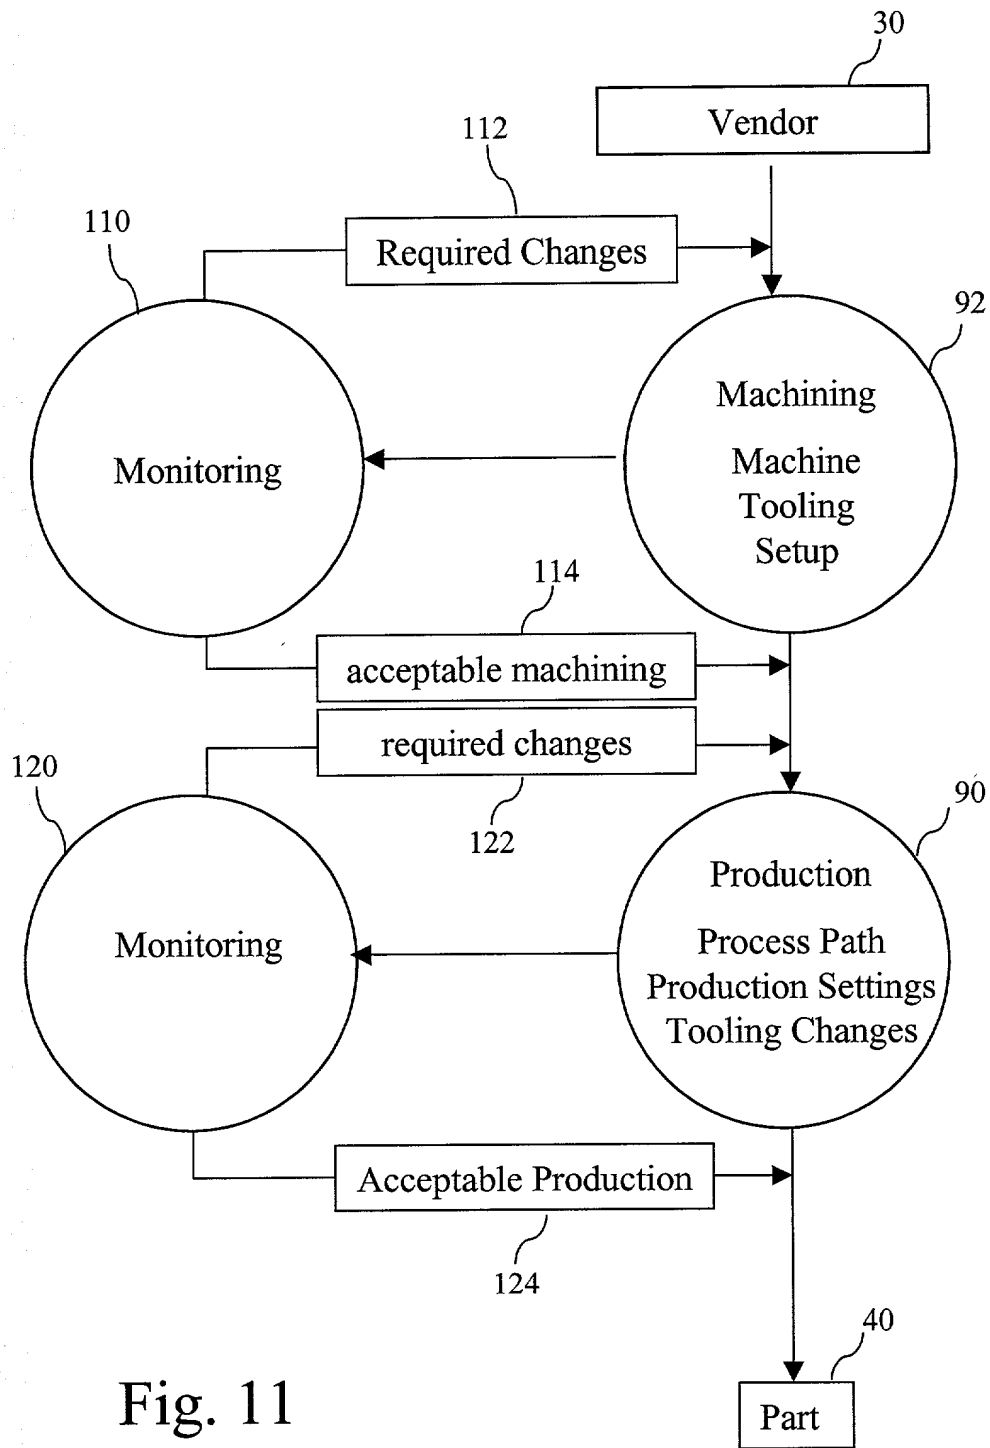 30
Vendor
112
110
Required Changes
92
Machining
Machine
Tooling
Setup
Monitoring
114
acceptable machining
required changes
120
122
90
Production
Process Path
Production Settings
Tooling Changes
Monitoring
Acceptable Production
124
40
Part
Fig. 11